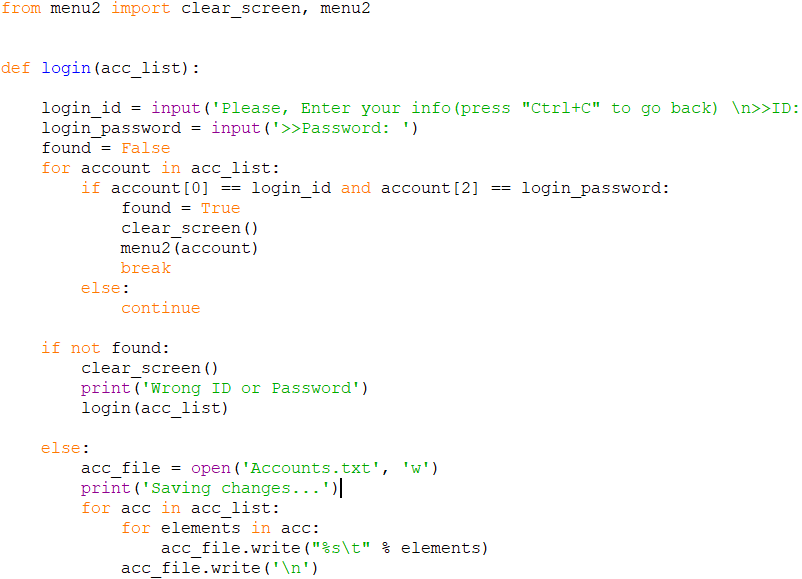 from menu2 import clear_screen, menu2
def login(acc_list):
login_id = input('Please, Enter your info(press "Ctrl+C" to go back) \n>>ID:
login_password = input('>>Password: ')
found = False
for account in acc_list:
if account[0] == login_id and account[2] == login_password:
found = True
clear_screen()
menu2(account)
break
else:
continue
if not found:
clear_screen()
print('Wrong ID or Password')
login(acc_list)
else:
acc_file = open('Accounts.txt', 'w')
print('Saving changes...')
for acc in acc_list:
for elements in acc:
acc_file.write("%s\t" % elements)
acc_file.write('\n')